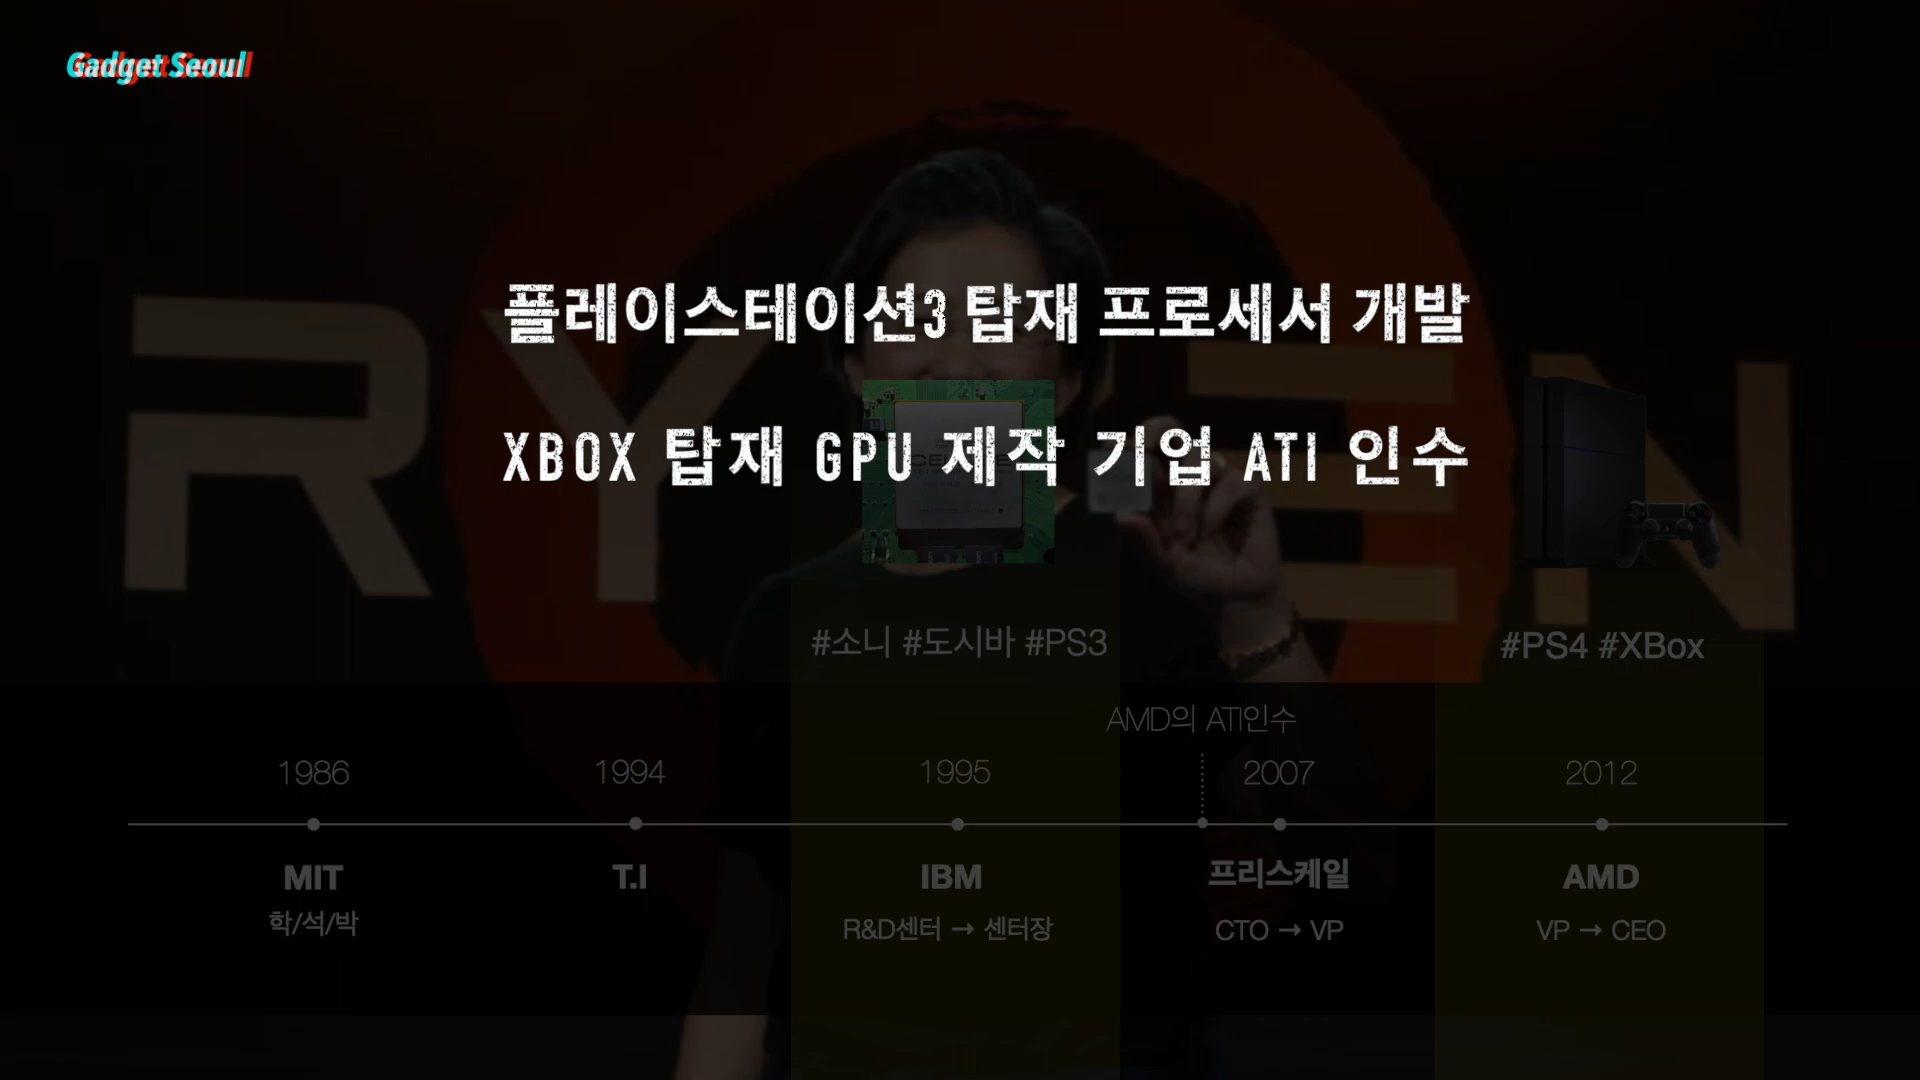 Gadget Seoul
플레이스테이션3 탑재 프로세서 개발
XBOX 탑재 GPU 제작 기업 ATI 인수
RYZEN
#소니 #도시바 #PS3
#PS4 #XBox
AMD의 ATI인수
1986
1994
1995
2007
2012
MIT
T.I
IBM
프리스케일
AMD
학/석/박
R&D센터 → 센터장
CTO → VP
VP → CEO